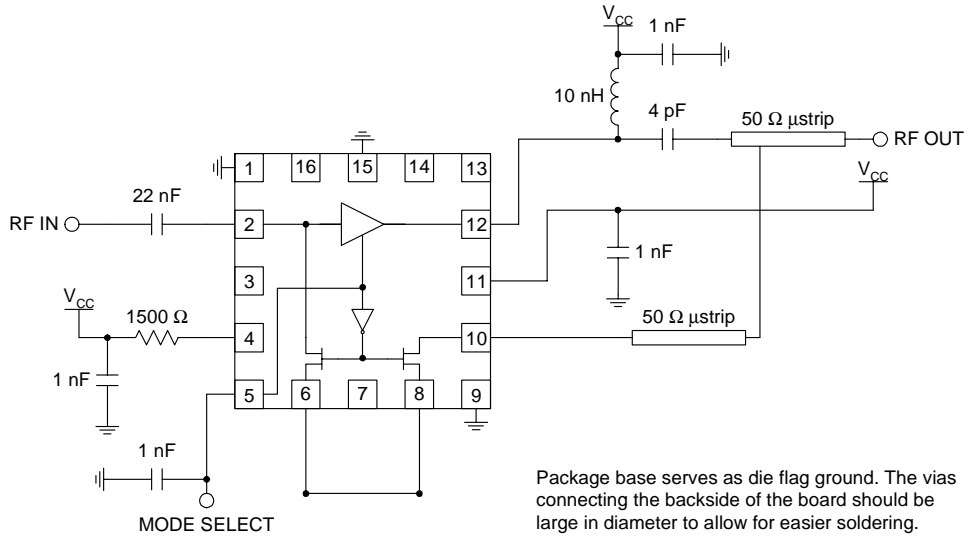 V_CC
1 nF
10 nH
4 pF
50 Ω μstrip
RF OUT
1
16
15
14
13
V_CC
22 nF
RF IN
2
12
3
11
1 nF
V_CC
1500 Ω
4
10
50 Ω μstrip
1 nF
5
6
7
8
9
1 nF
MODE SELECT
Package base serves as die flag ground. The vias
connecting the backside of the board should be
large in diameter to allow for easier soldering.